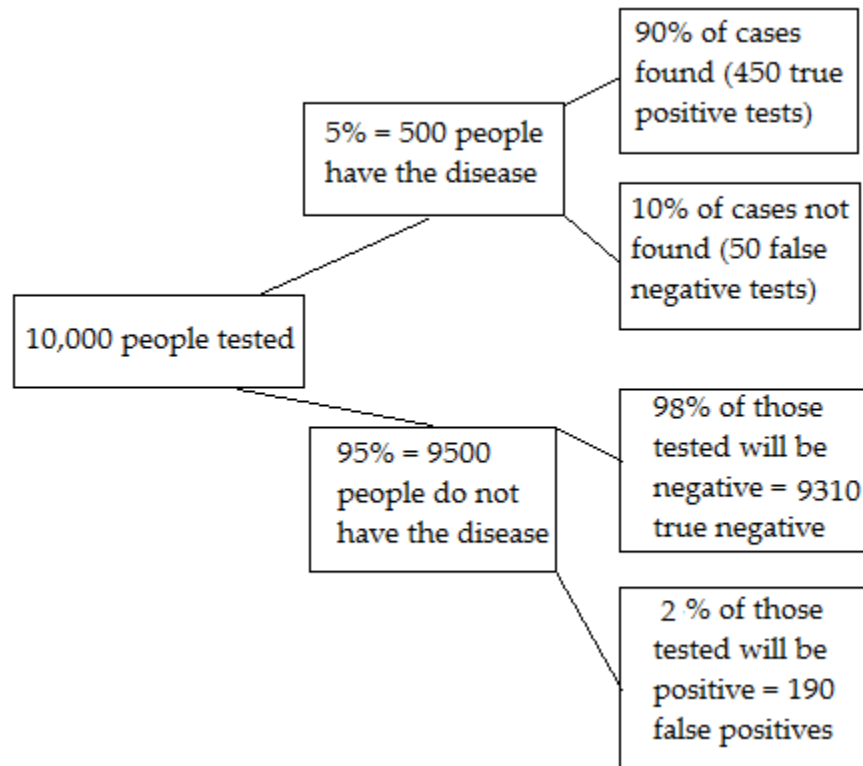 90% of cases
found (450 true
positive tests)
5% = 500 people
have the disease
10% of cases not
found (50 false
negative tests)
10,000 people tested
98% of those
tested will be
negative = 9310
true negative
95% = 9500
people do not
have the disease
2 % of those
tested will be
positive = 190
false positives